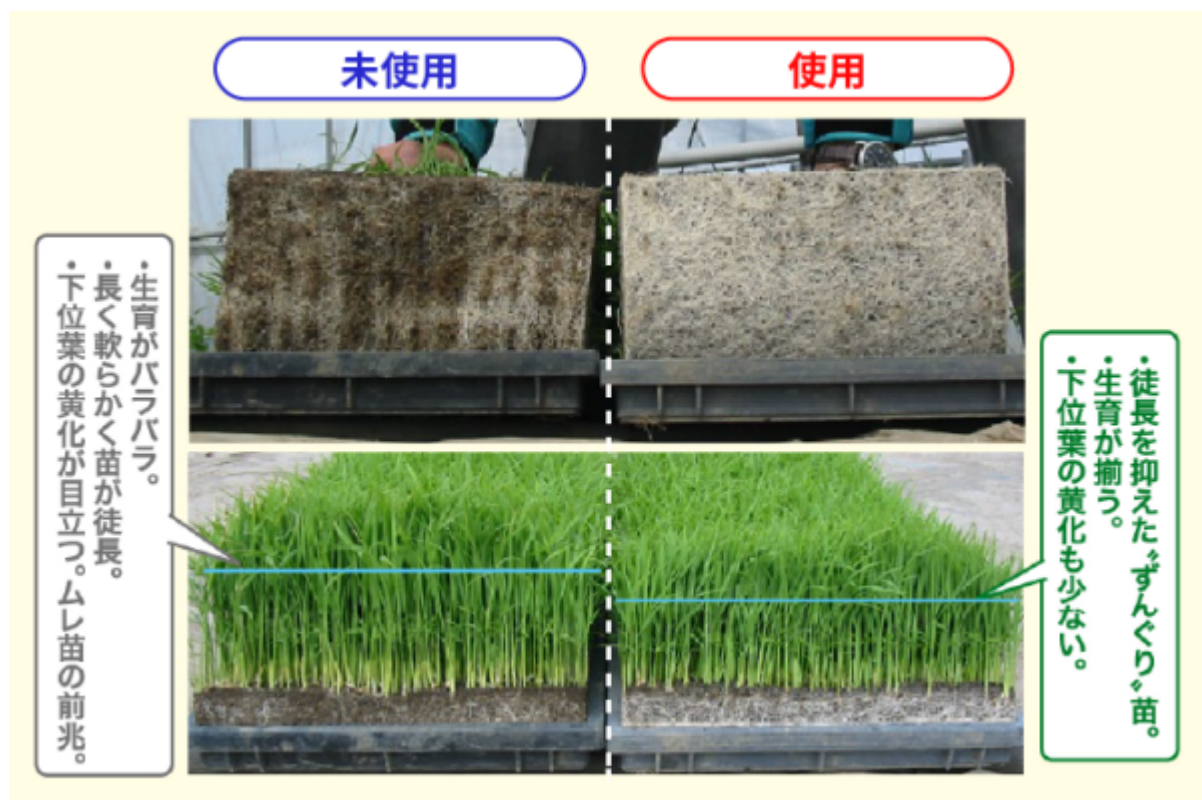 未使用
使用
・生育がバラバラ。
・長く軟らかく苗が徒長。
・下位葉の黄化が目立つ。ムレ苗の前兆。
・徒長を抑えた〝ずんぐり〟苗。
・生育が揃う。
・下位葉の黄化も少ない。